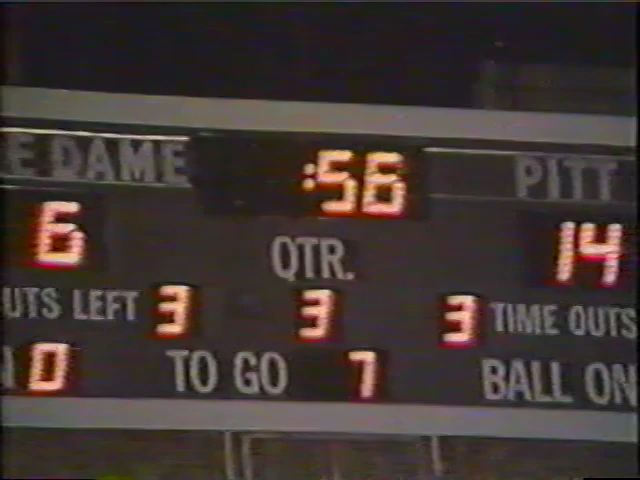 E DAME :56 PITT
6 QTR. 14
UTS LEFT 3 3 3 TIME OUTS
0 TO GO 7 BALL ON